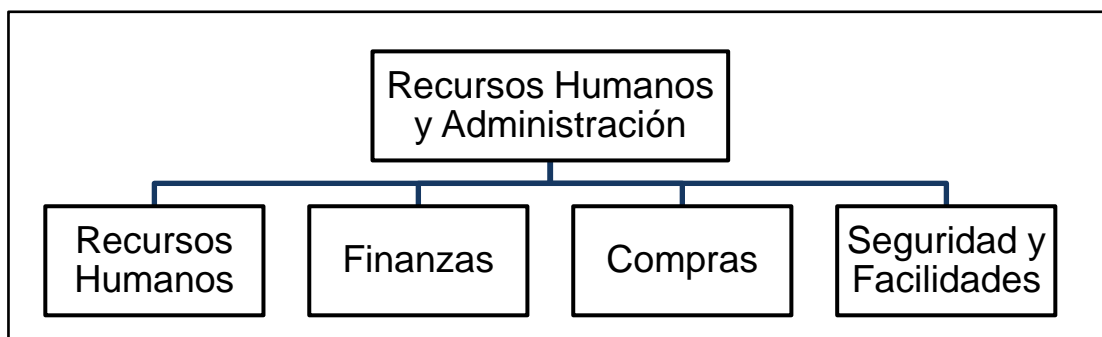 Recursos Humanos
y Administración
Recursos
Humanos
Finanzas
Compras
Seguridad y
Facilidades